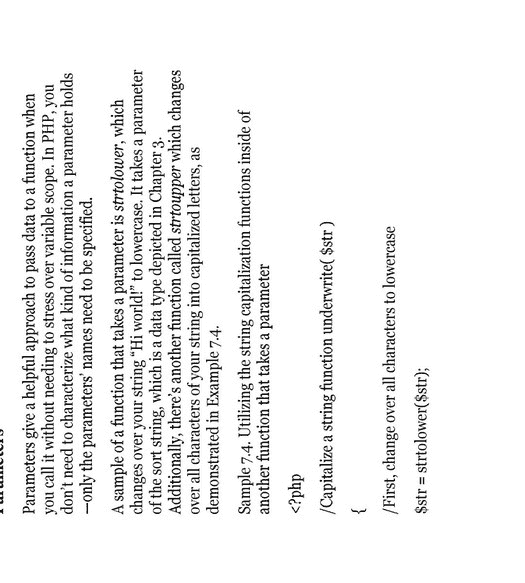 Parameters
Parameters give a helpful approach to pass data to a function when
you call it without needing to stress over variable scope. In PHP, you
don't need to characterize what kind of information a parameter holds
—only the parameters' names need to be specified.
A sample of a function that takes a parameter is strtolower, which
changes over your string "Hi world!" to lowercase. It takes a parameter
of the sort string, which is a data type depicted in Chapter 3.
Additionally, there's another function called strtoupper which changes
over all characters of your string into capitalized letters, as
demonstrated in Example 7.4.
Sample 7.4. Utilizing the string capitalization functions inside of
another function that takes a parameter
<?php
/Capitalize a string function underwrite( $str )
{
/First, change over all characters to lowercase
$str = strtolower($str);